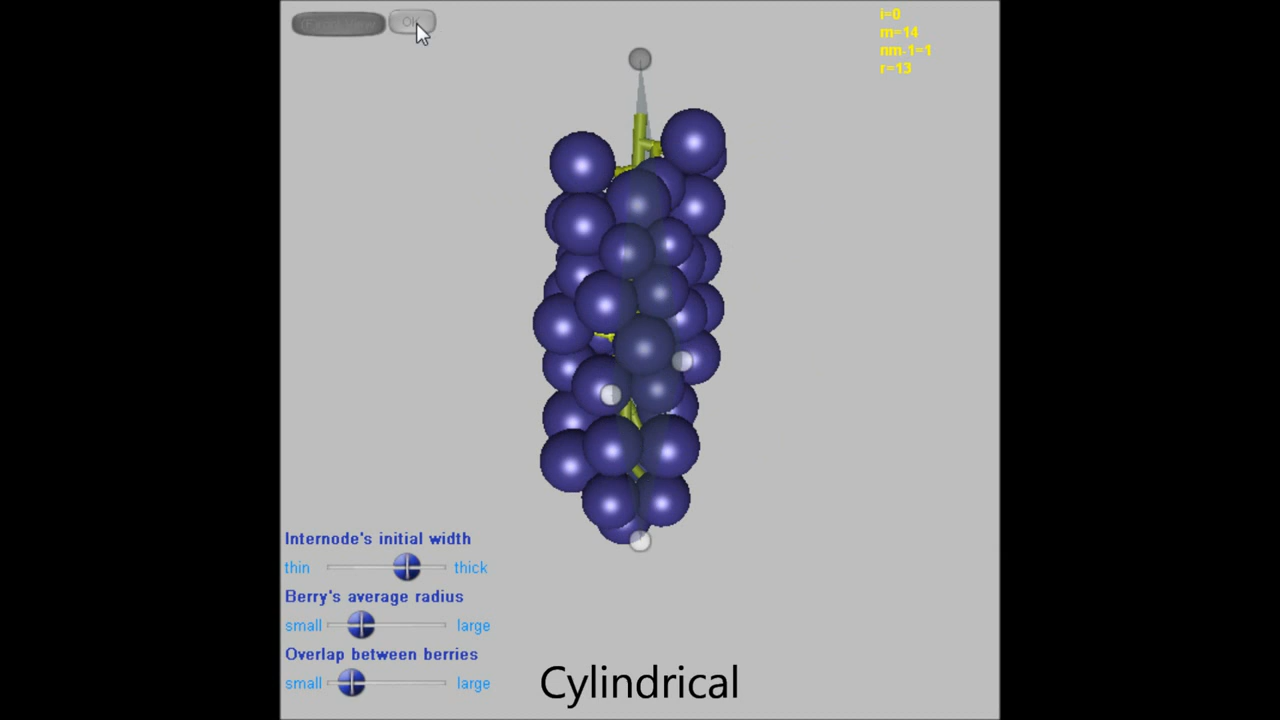 OK
i=0
m=14
nm-1=1
r=13
Internode's initial width
thin thick
Berry's average radius
small large
Overlap between berries
small large
Cylindrical